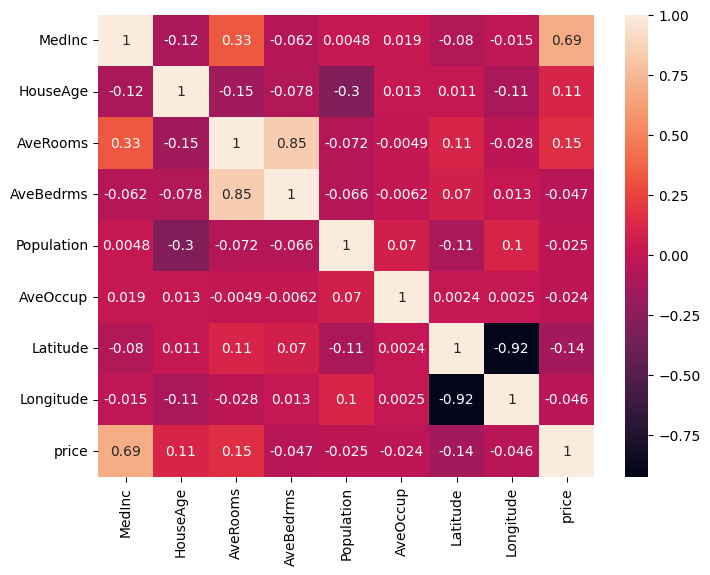 MedInc 1 -0.12 0.33 -0.062 0.0048 0.019 -0.08 -0.015 0.69
HouseAge -0.12 1 -0.15 -0.078 -0.3 0.013 0.011 -0.11 0.11
AveRooms 0.33 -0.15 1 0.85 -0.072 -0.0049 0.11 -0.028 0.15
AveBedrms -0.062 -0.078 0.85 1 -0.066 -0.0062 0.07 0.013 -0.047
Population 0.0048 -0.3 -0.072 -0.066 1 0.07 -0.11 0.1 -0.025
AveOccup 0.019 0.013 -0.0049 -0.0062 0.07 1 0.0024 0.0025 -0.024
Latitude -0.08 0.011 0.11 0.07 -0.11 0.0024 1 -0.92 -0.14
Longitude -0.015 -0.11 -0.028 0.013 0.1 0.0025 -0.92 1 -0.046
price 0.69 0.11 0.15 -0.047 -0.025 -0.024 -0.14 -0.046 1
MedInc HouseAge AveRooms AveBedrms Population AveOccup Latitude Longitude price
1.00
0.75
0.50
0.25
0.00
−0.25
−0.50
−0.75